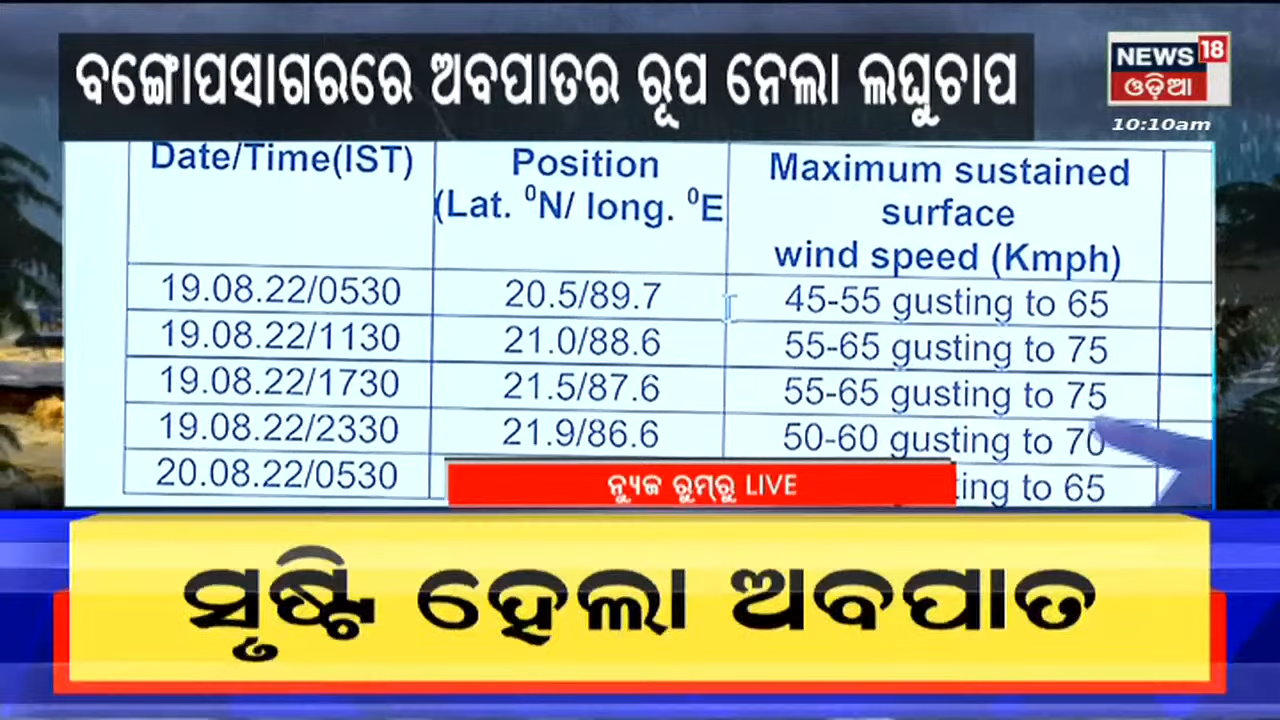 ବଙ୍ଗୋପସାଗରରେ ଅବପାତର ରୂପ ନେଲା ଲଘୁଚାପ
NEWS 18
ଓଡ଼ିଆ
10:10am
Date/Time(IST) Position Maximum sustained
(Lat. ⁰N/ long. ⁰E surface
wind speed (Kmph)
19.08.22/0530 20.5/89.7 45-55 gusting to 65
19.08.22/1130 21.0/88.6 55-65 gusting to 75
19.08.22/1730 21.5/87.6 55-65 gusting to 75
19.08.22/2330 21.9/86.6 50-60 gusting to 70
20.08.22/0530 ting to 65
ନ୍ୟୁଜ ରୁମ୍‌ରୁ LIVE
ସୃଷ୍ଟି ହେଲା ଅବପାତ